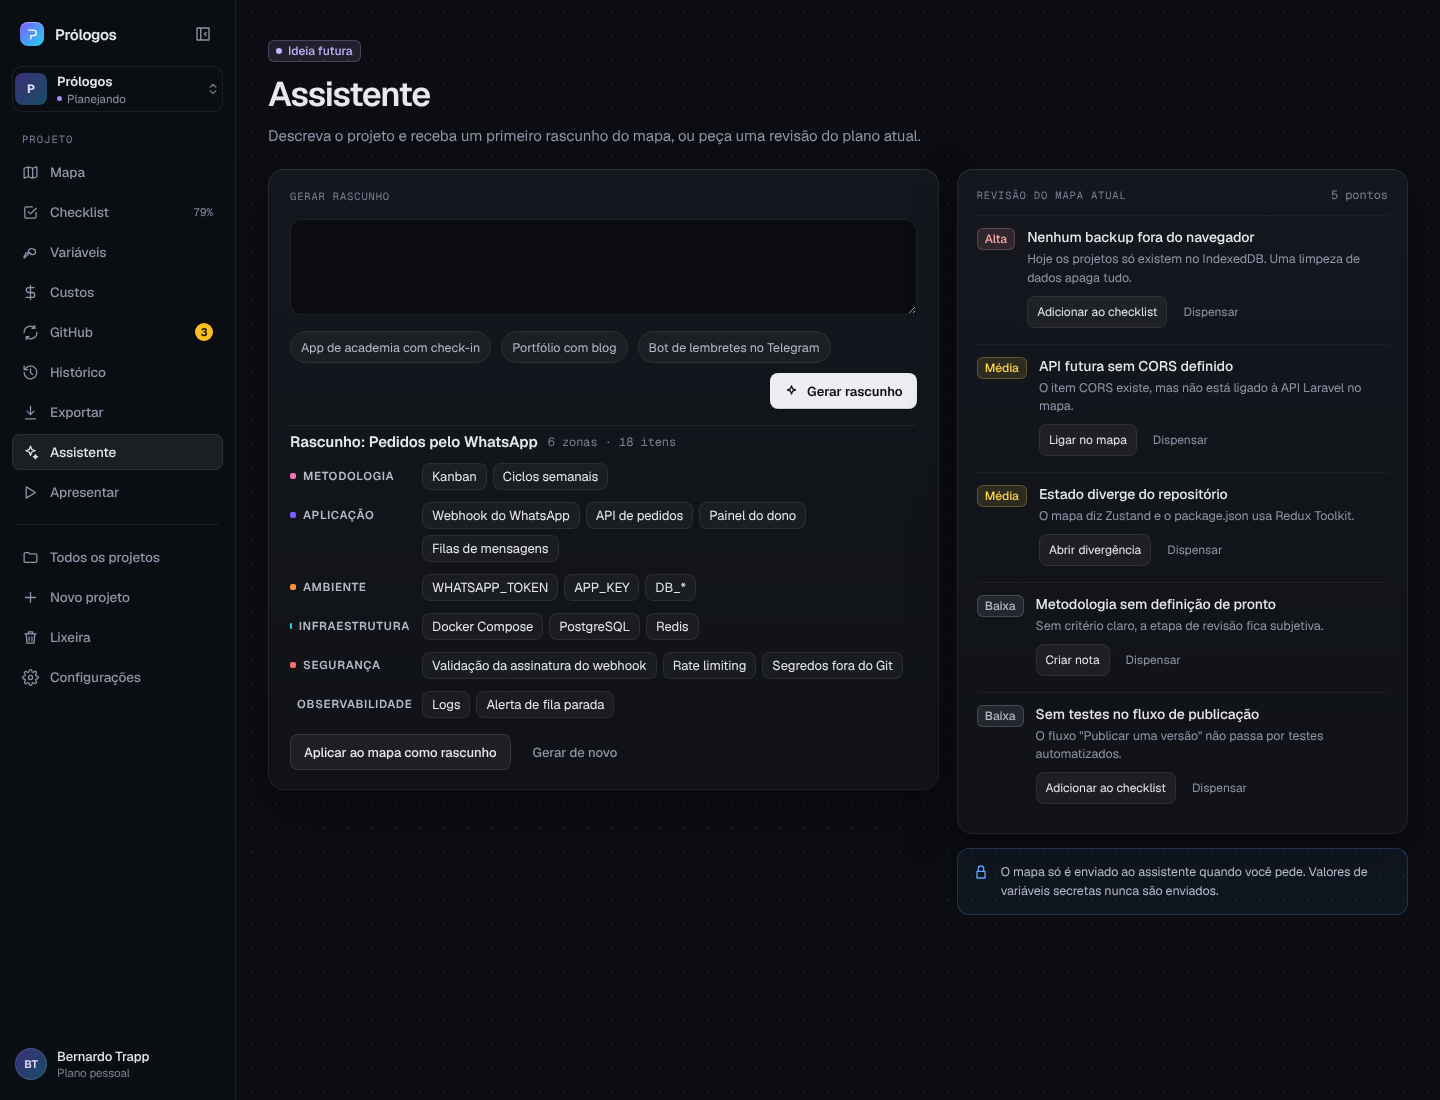 Prólogos
P
Prólogos
Planejando
PROJETO
Mapa
Checklist 79%
Variáveis
Custos
GitHub 3
Histórico
Exportar
Assistente
Apresentar
Todos os projetos
Novo projeto
Lixeira
Configurações
BT
Bernardo Trapp
Plano pessoal
Ideia futura
Assistente
Descreva o projeto e receba um primeiro rascunho do mapa, ou peça uma revisão do plano atual.
GERAR RASCUNHO
App de academia com check-in Portfólio com blog Bot de lembretes no Telegram
Gerar rascunho
Rascunho: Pedidos pelo WhatsApp 6 zonas · 18 itens
METODOLOGIA Kanban Ciclos semanais
APLICAÇÃO Webhook do WhatsApp API de pedidos Painel do dono
Filas de mensagens
AMBIENTE WHATSAPP_TOKEN APP_KEY DB_*
INFRAESTRUTURA Docker Compose PostgreSQL Redis
SEGURANÇA Validação da assinatura do webhook Rate limiting Segredos fora do Git
OBSERVABILIDADE Logs Alerta de fila parada
Aplicar ao mapa como rascunho Gerar de novo
REVISÃO DO MAPA ATUAL 5 pontos
Alta Nenhum backup fora do navegador
Hoje os projetos só existem no IndexedDB. Uma limpeza de
dados apaga tudo.
Adicionar ao checklist Dispensar
Média API futura sem CORS definido
O item CORS existe, mas não está ligado à API Laravel no
mapa.
Ligar no mapa Dispensar
Média Estado diverge do repositório
O mapa diz Zustand e o package.json usa Redux Toolkit.
Abrir divergência Dispensar
Baixa Metodologia sem definição de pronto
Sem critério claro, a etapa de revisão fica subjetiva.
Criar nota Dispensar
Baixa Sem testes no fluxo de publicação
O fluxo "Publicar uma versão" não passa por testes
automatizados.
Adicionar ao checklist Dispensar
O mapa só é enviado ao assistente quando você pede. Valores de
variáveis secretas nunca são enviados.